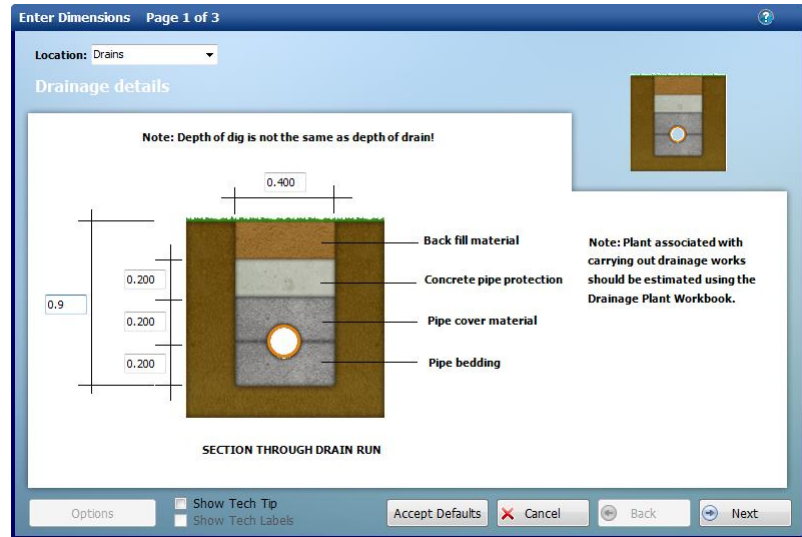 Enter Dimensions Page 1 of 3
Location: Drains
Drainage details
Note: Depth of dig is not the same as depth of drain!
0.400
Back fill material
0.200
Concrete pipe protection
0.9
0.200
Pipe cover material
0.200
Pipe bedding
SECTION THROUGH DRAIN RUN
Note: Plant associated with
carrying out drainage works
should be estimated using the
Drainage Plant Workbook.
Options
Show Tech Tip
Show Tech Labels
Accept Defaults
Cancel
Back
Next